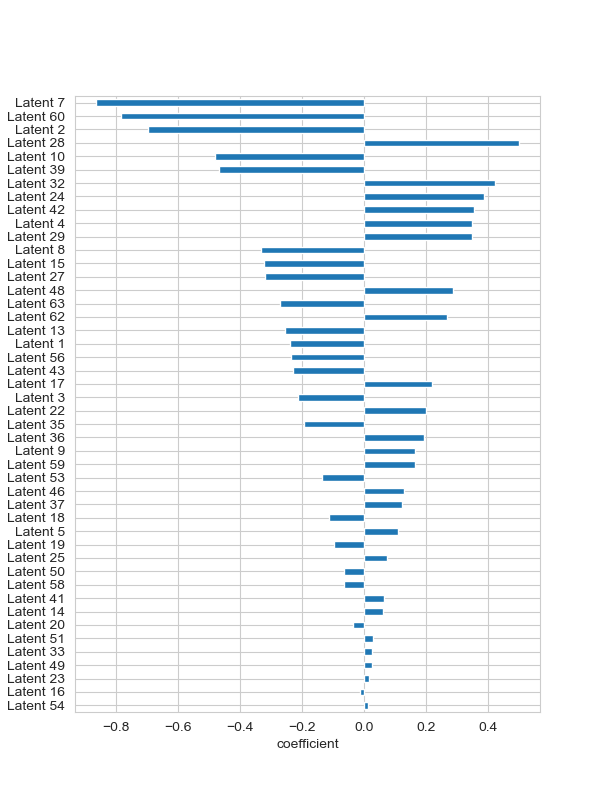 Latent 7
Latent 60
Latent 2
Latent 28
Latent 10
Latent 39
Latent 32
Latent 24
Latent 42
Latent 4
Latent 29
Latent 8
Latent 15
Latent 27
Latent 48
Latent 63
Latent 62
Latent 13
Latent 1
Latent 56
Latent 43
Latent 17
Latent 3
Latent 22
Latent 35
Latent 36
Latent 9
Latent 59
Latent 53
Latent 46
Latent 37
Latent 18
Latent 5
Latent 19
Latent 25
Latent 50
Latent 58
Latent 41
Latent 14
Latent 20
Latent 51
Latent 33
Latent 49
Latent 23
Latent 16
Latent 54
−0.8 −0.6 −0.4 −0.2 0.0 0.2 0.4
coefficient